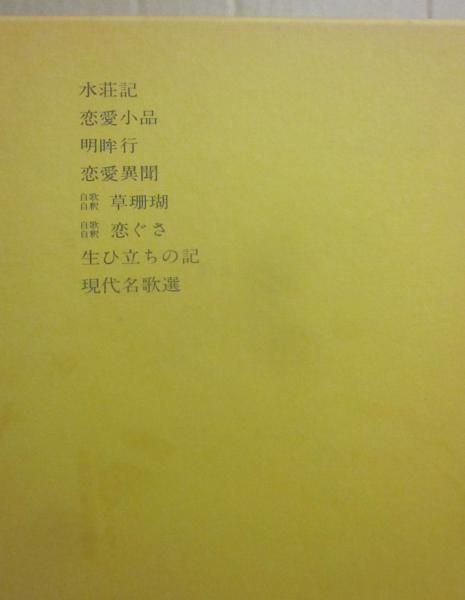 水荘記
恋愛小品
明眸行
恋愛異聞
自歌自釈 草珊瑚
自歌自釈 恋ぐさ
生ひ立ちの記
現代名歌選